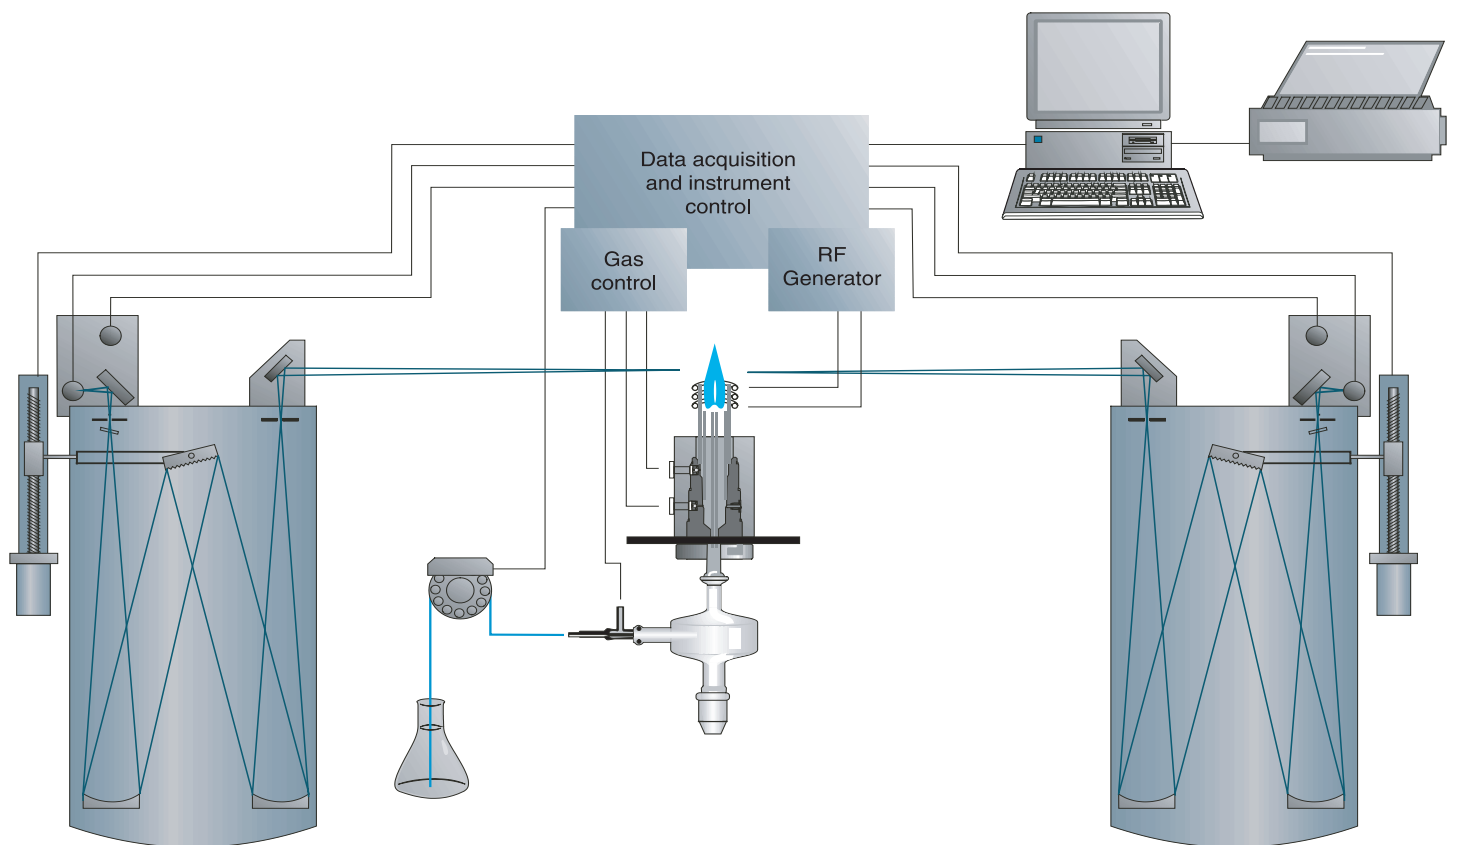 Data acquisition
and instrument
control
Gas
control
RF
Generator